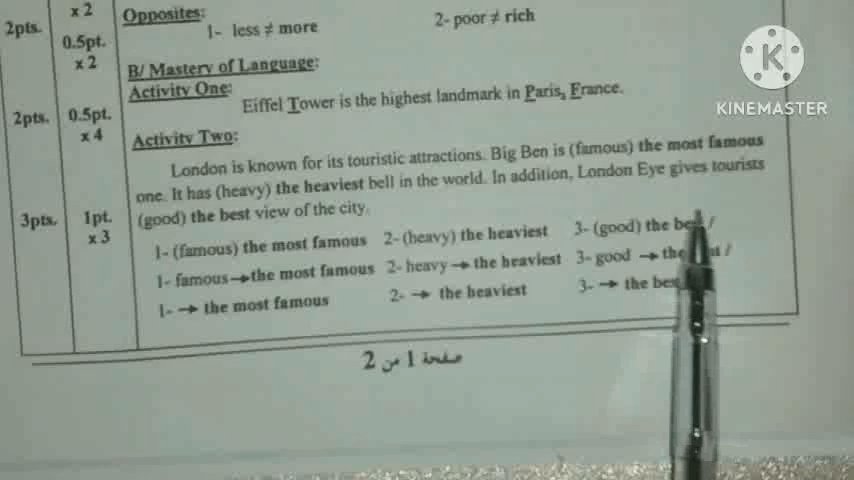 x 2
Opposites:
2pts.
0.5pt.
x 2
1- less ≠ more
2- poor ≠ rich
B/ Mastery of Language:
Activity One:
2pts.
0.5pt.
x 4
Eiffel Tower is the highest landmark in Paris, France.
Activity Two:
London is known for its touristic attractions. Big Ben is (famous) the most famous
one. It has (heavy) the heaviest bell in the world. In addition, London Eye gives tourists
(good) the best view of the city.
3pts.
1pt.
x 3
1- (famous) the most famous 2- (heavy) the heaviest 3- (good) the /
1- famous→the most famous 2- heavy → the heaviest 3- good → /
1- → the most famous 2- → the heaviest 3- → the
صفحة 1 من 2
KINEMASTER